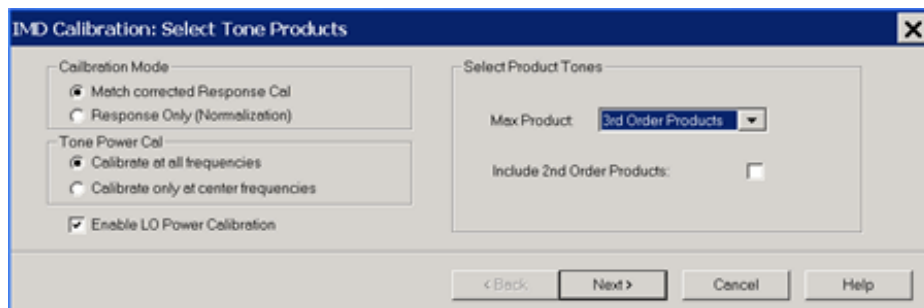 IMD Calibration: Select Tone Products
Cailbration Mode
Match corrected Response Cal
Response Only (Normalization)
Tone Power Cal
Calibrate at all frequencies
Calibrate only at center frequencies
Enable LO Power Calibration
Select Product Tones
Max Product
3rd Order Products
Include 2nd Order Products:
< Back
Next >
Cancel
Help